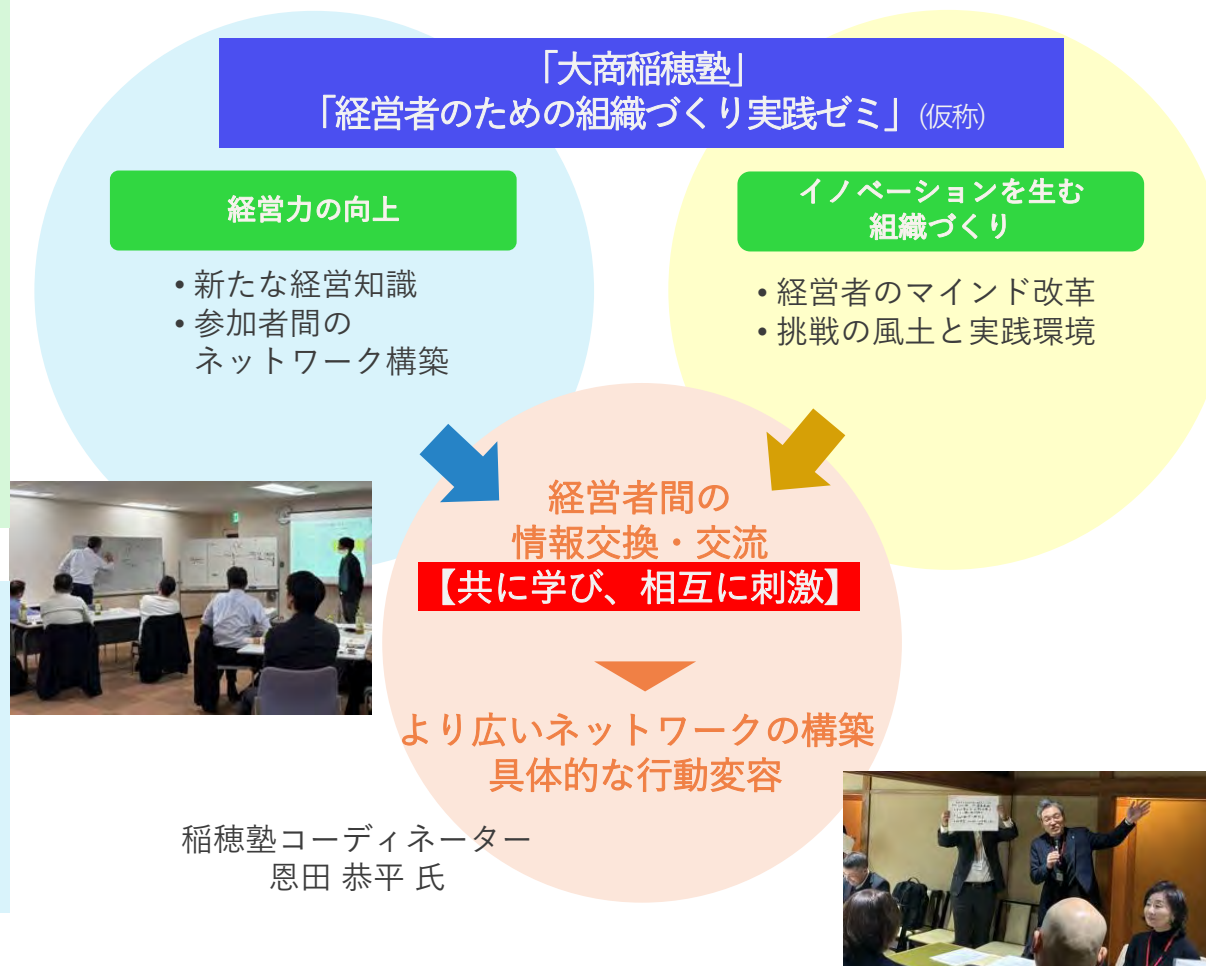 「大商稲穂塾」
「経営者のための組織づくり実践ゼミ」(仮称)
経営力の向上
• 新たな経営知識
• 参加者間の
ネットワーク構築
イノベーションを生む
組織づくり
• 経営者のマインド改革
• 挑戦の風土と実践環境
経営者間の
情報交換・交流
【共に学び、相互に刺激】
より広いネットワークの構築
具体的な行動変容
稲穂塾コーディネーター
恩田 恭平 氏